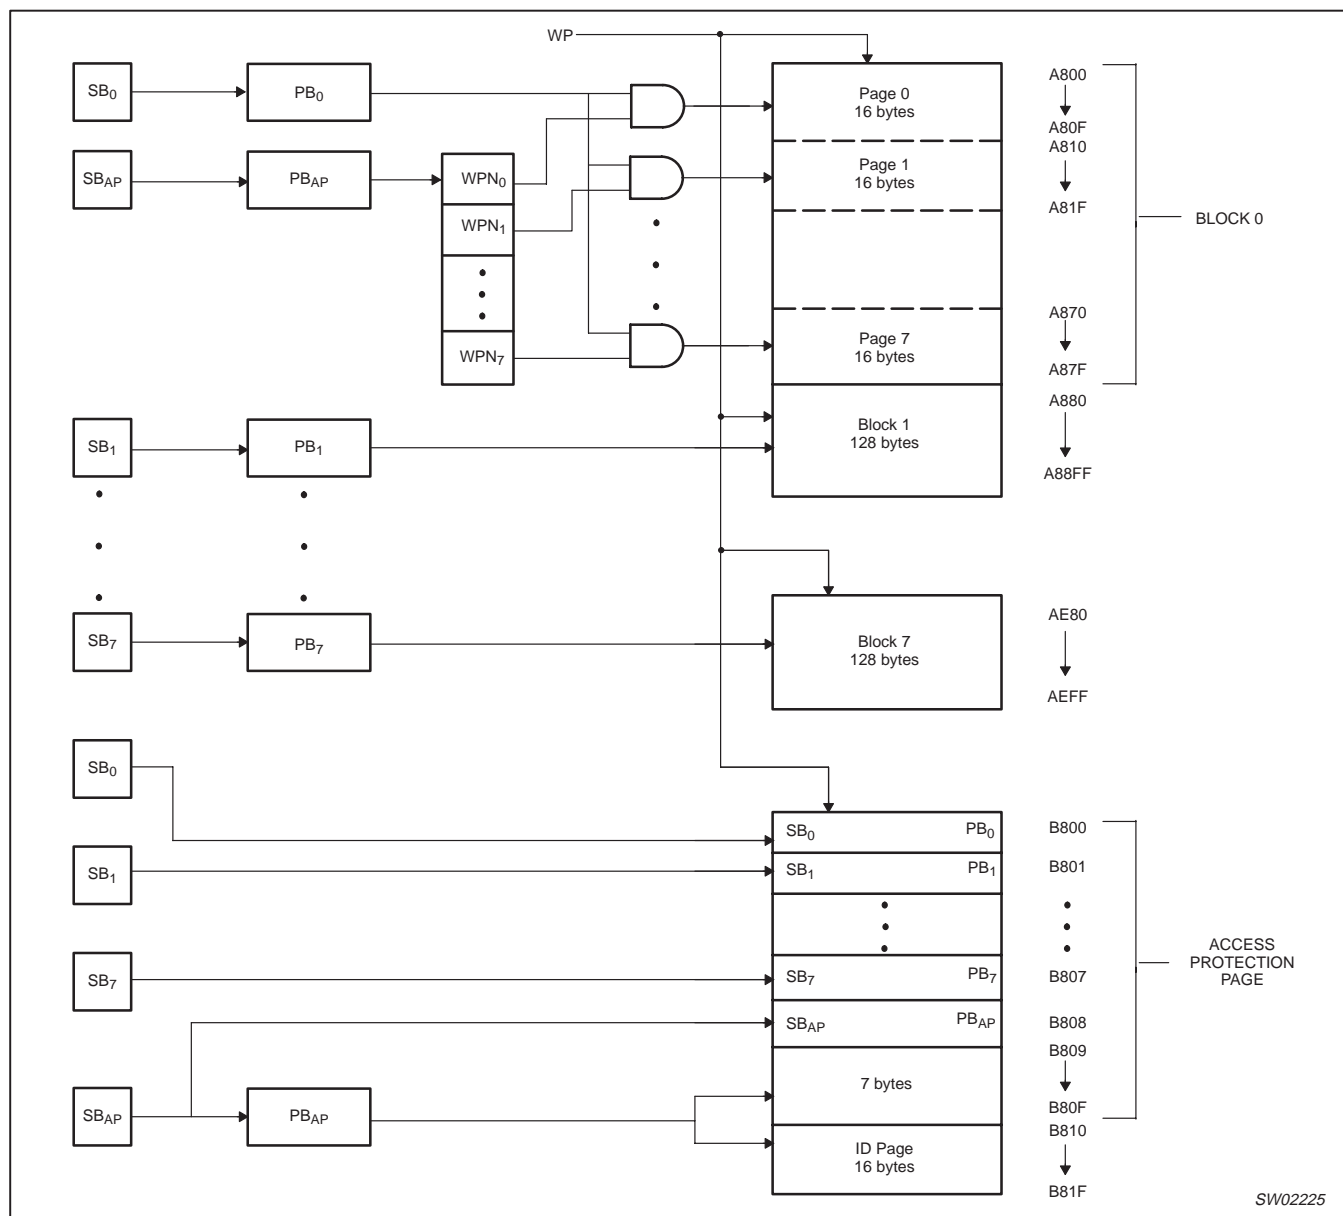 WP
SB0
PB0
Page 0
16 bytes
A800
A80F
SBAP
PBAP
WPN0
Page 1
16 bytes
A810
A81F
WPN1
BLOCK 0
WPN7
Page 7
16 bytes
A870
A87F
SB1
PB1
Block 1
128 bytes
A880
A88FF
SB7
PB7
Block 7
128 bytes
AE80
AEFF
SB0
SB0 PB0
B800
SB1
SB1 PB1
B801
SB7
SB7 PB7
B807
ACCESS
PROTECTION
PAGE
SBAP PBAP
B808
SBAP
PBAP
7 bytes
B809
B80F
ID Page
16 bytes
B810
B81F
SW02225